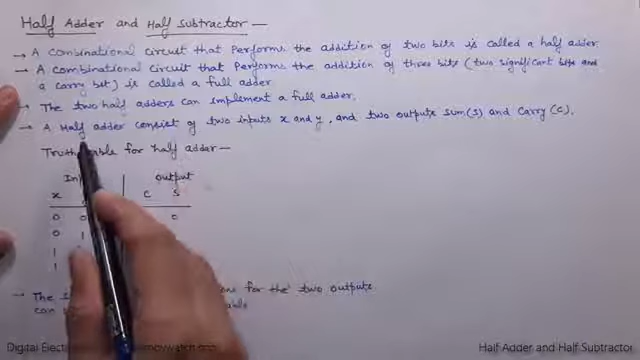 Half Adder and Half Subtractor —
→ A combinational circuit that performs the addition of two bits is called a half adder.
→ A combinational circuit that performs the addition of three bits (two significant bits and
a carry bit) is called a full adder.
→ The two half adders can implement a full adder.
→ A Half adder consist of two inputs x and y, and two outputs sum(s) and carry (c).
Truth table for half adder —
Output
x C S
0 0 0
0 1
1
1
→ The for the two outputs
can
Digital
Half Adder and Half Subtractor